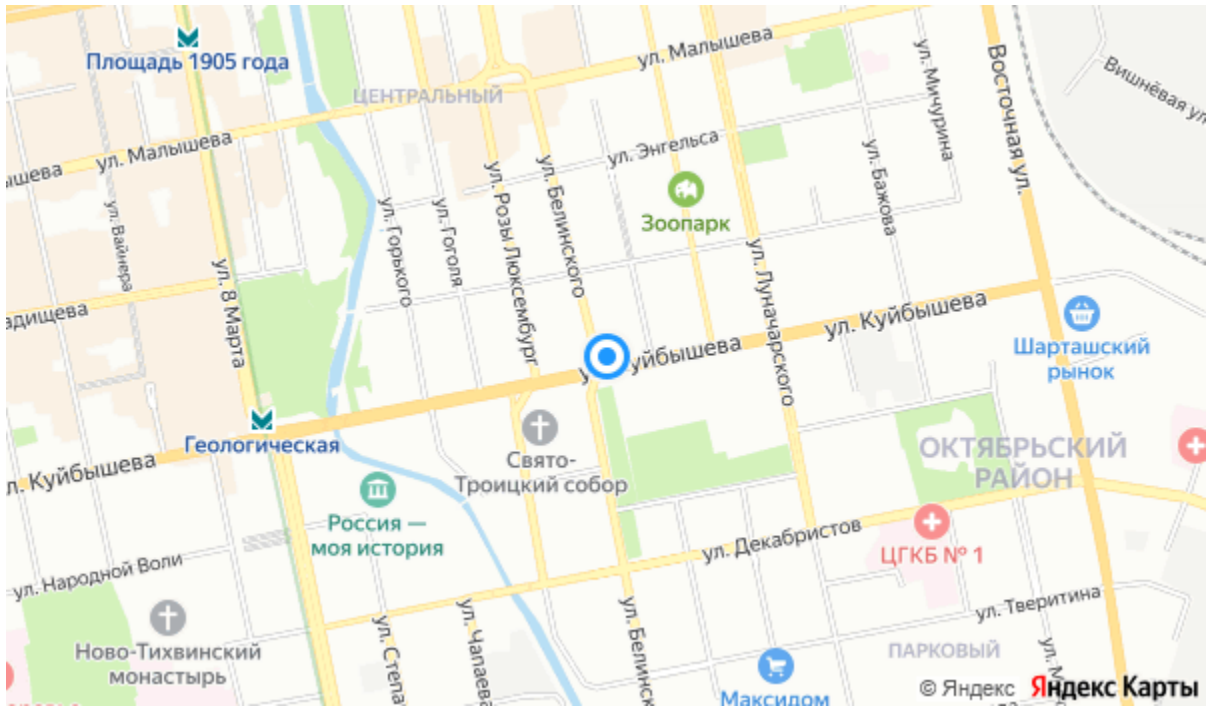 Площадь 1905 года
ул. Малышева
Восточная ул.
Вишнёвая ул.
ЦЕНТРАЛЬНЫЙ
ул. Мичурина
ул. Малышева
ул. Энгельса
ул. Бажова
ул. Вайнера
ул. Горького
ул. Гоголя
ул. Розы Люксембург
ул. Белинского
Зоопарк
ул. Луначарского
ул. 8 Марта
ул. Куйбышева
Шарташский
рынок
уйбышева
Геологическая
Свято-
Троицкий собор
ОКТЯБРЬСКИЙ
РАЙОН
л. Куйбышева
Россия —
моя история
ул. Декабристов
ЦГКБ № 1
ул. Народной Воли
ул. Тверитина
ул. Степа
ул. Чапаева
ул. Белинск
Ново-Тихвинский
монастырь
ПАРКОВЫЙ
Максидом
© Яндекс Яндекс Карты